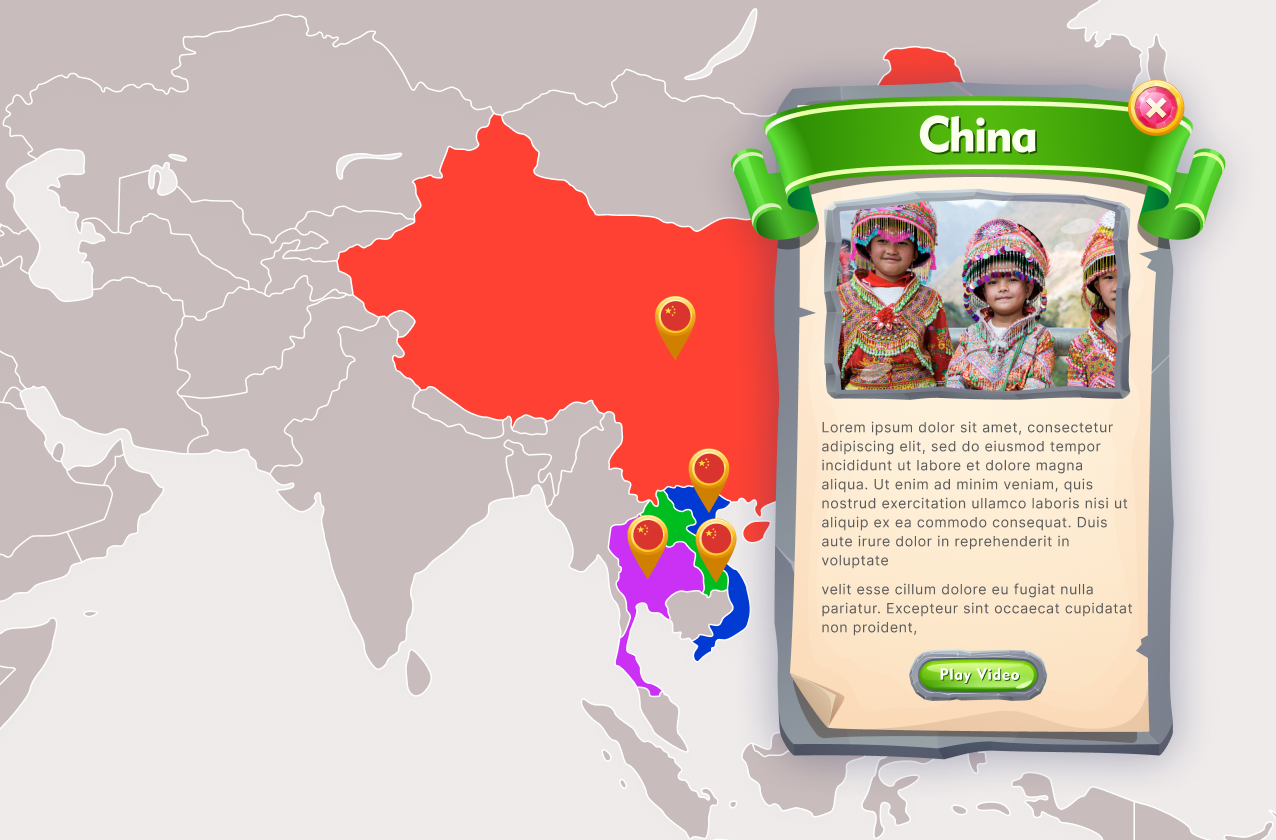 China
Lorem ipsum dolor sit amet, consectetur
adipiscing elit, sed do eiusmod tempor
incididunt ut labore et dolore magna
aliqua. Ut enim ad minim veniam, quis
nostrud exercitation ullamco laboris nisi ut
aliquip ex ea commodo consequat. Duis
aute irure dolor in reprehenderit in
voluptate
velit esse cillum dolore eu fugiat nulla
pariatur. Excepteur sint occaecat cupidatat
non proident,
Play Video